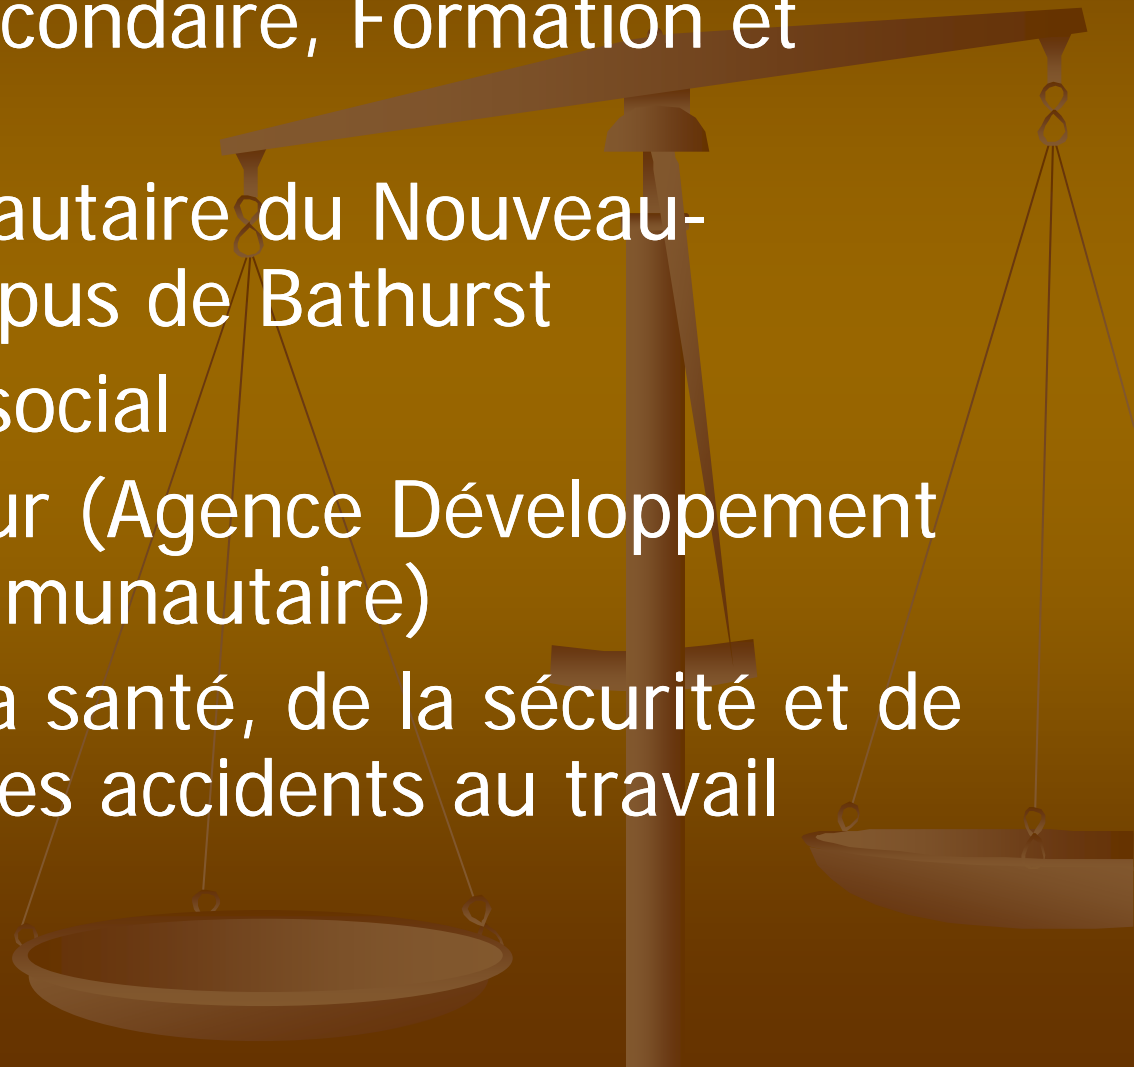 condaire, Formation et
autaire du Nouveau-
pus de Bathurst
social
ur (Agence Développement
munautaire)
a santé, de la sécurité et de
es accidents au travail